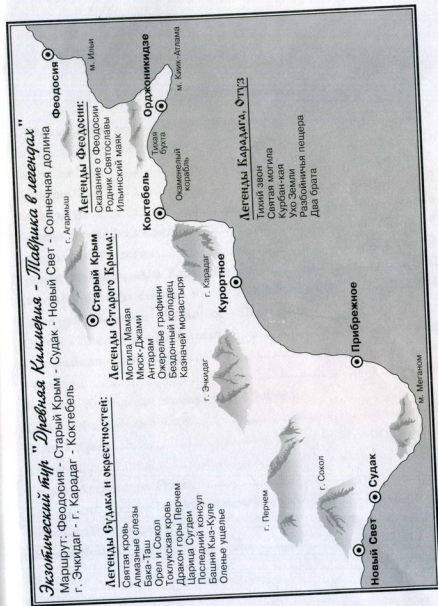 Экзотический тур "Древняя Киммерия - Таврика в легендах"
Маршрут: Феодосия - Старый Крым - Судак - Новый Свет - Солнечная долина
г. Эчкидаг - г. Карадаг - Коктебель
Легенды Судака и окрестностей:
Святая кровь
Алмазные слезы
Бака-Таш
Орел и Сокол
Токлукская кровь
Дракон горы Перчем
Царица Сугдеи
Последний консул
Башня Кыз-Куле
Оленье ущелье
Легенды Старого Крыма:
Могила Мамая
Мюск-Джами
Антарам
Ожерелье графини
Бездонный колодец
Казначей монастыря
Легенды Феодосии:
Сказание о Феодосии
Родник Святославы
Ильинский маяк
Легенды Карадага, Отуз
Тихий звон
Святая могила
Курбан-кая
Ухо Земли
Разбойничья пещера
Два брата
г. Агармыш
Старый Крым
Феодосия
м. Ильи
Коктебель
Орджоникидзе
Тихая
бухта
м. Киик-Атлама
Окаменелый
корабль
г. Карадаг
Курортное
г. Эчкидаг
Прибрежное
г. Перчем
г. Сокол
м. Меганом
Судак
Новый Свет